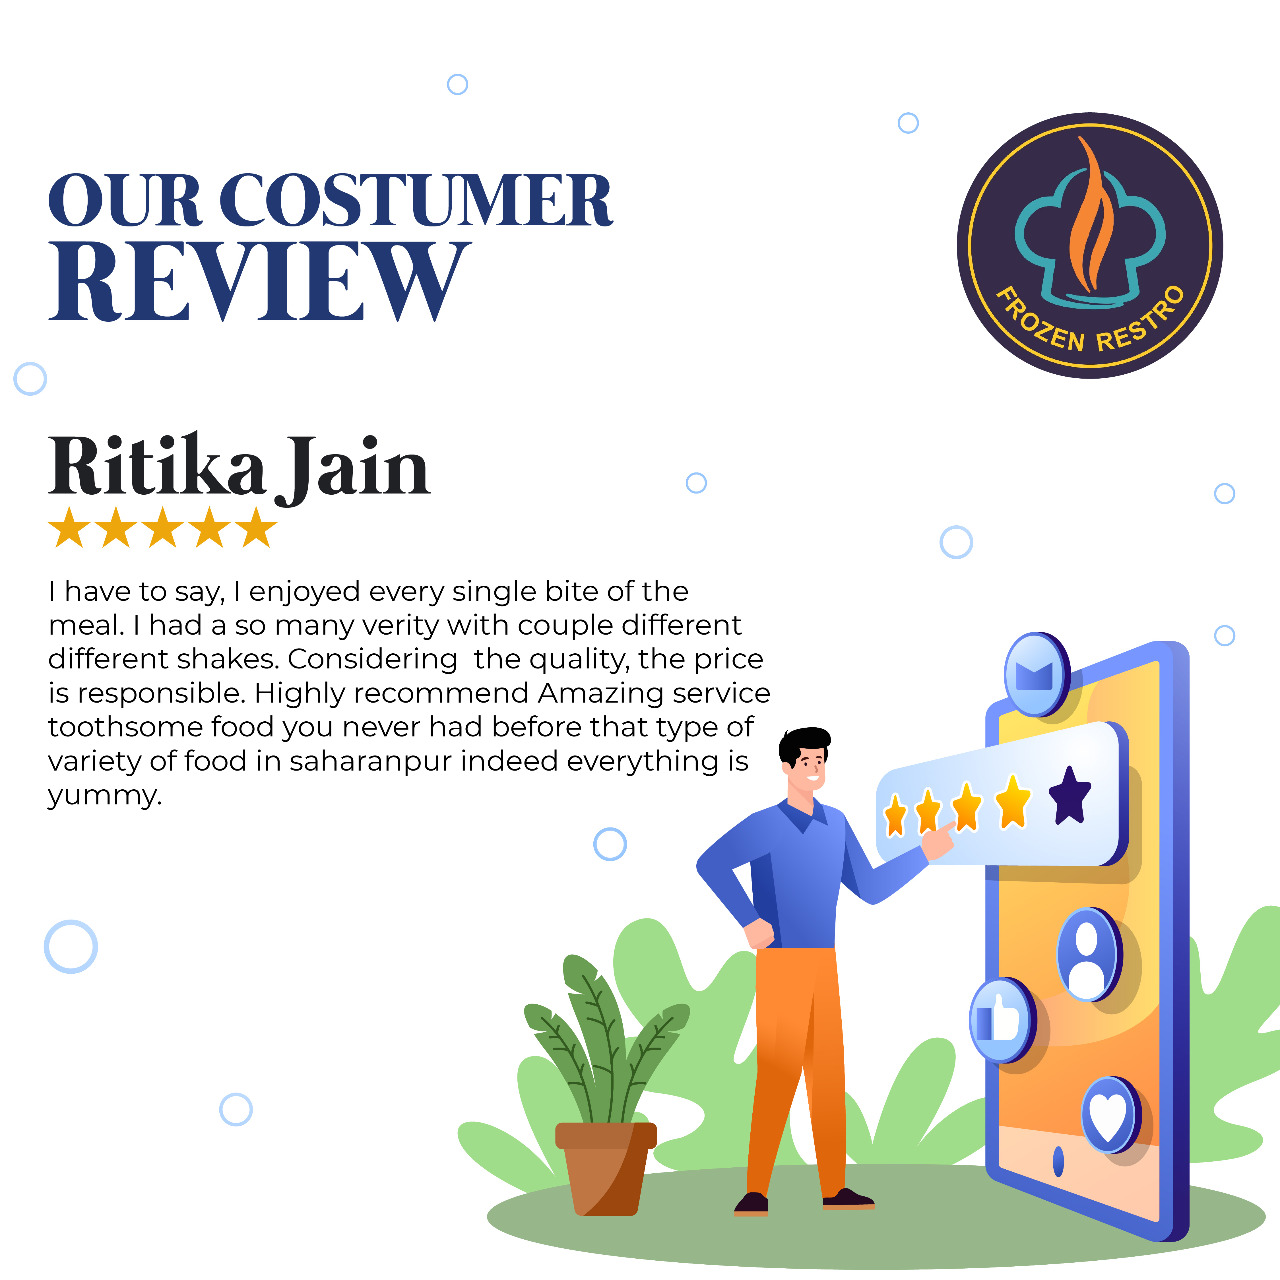 OUR COSTUMER
REVIEW
FROZEN RESTRO
Ritika Jain
I have to say, I enjoyed every single bite of the
meal. I had a so many verity with couple different
different shakes. Considering  the quality, the price
is responsible. Highly recommend Amazing service
toothsome food you never had before that type of
variety of food in saharanpur indeed everything is
yummy.